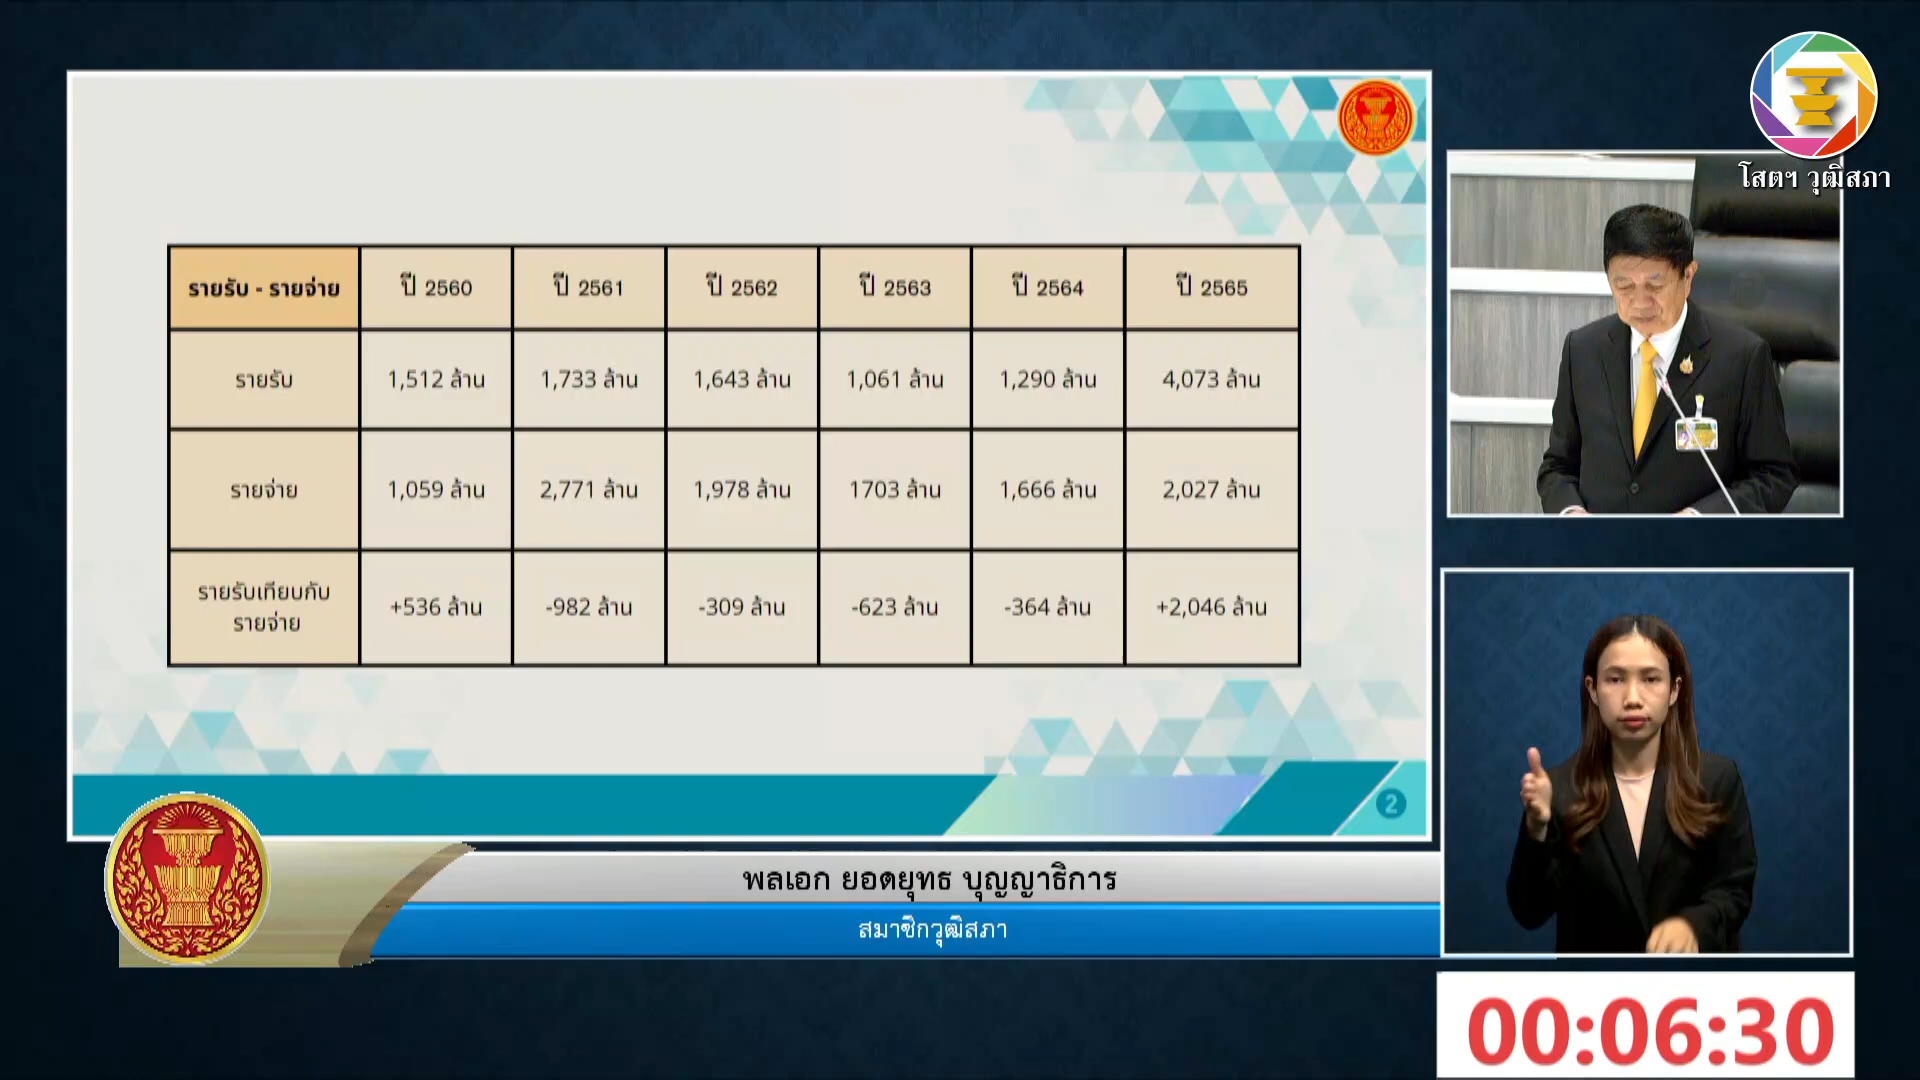 โสตฯ วุฒิสภา
รายรับ - รายจ่าย ปี 2560 ปี 2561 ปี 2562 ปี 2563 ปี 2564 ปี 2565
รายรับ 1,512 ล้าน 1,733 ล้าน 1,643 ล้าน 1,061 ล้าน 1,290 ล้าน 4,073 ล้าน
รายจ่าย 1,059 ล้าน 2,771 ล้าน 1,978 ล้าน 1703 ล้าน 1,666 ล้าน 2,027 ล้าน
รายรับเทียบกับ
รายจ่าย +536 ล้าน -982 ล้าน -309 ล้าน -623 ล้าน -364 ล้าน +2,046 ล้าน
2
พลเอก ยอดยุทธ บุญญาธิการ
สมาชิกวุฒิสภา
00:06:30